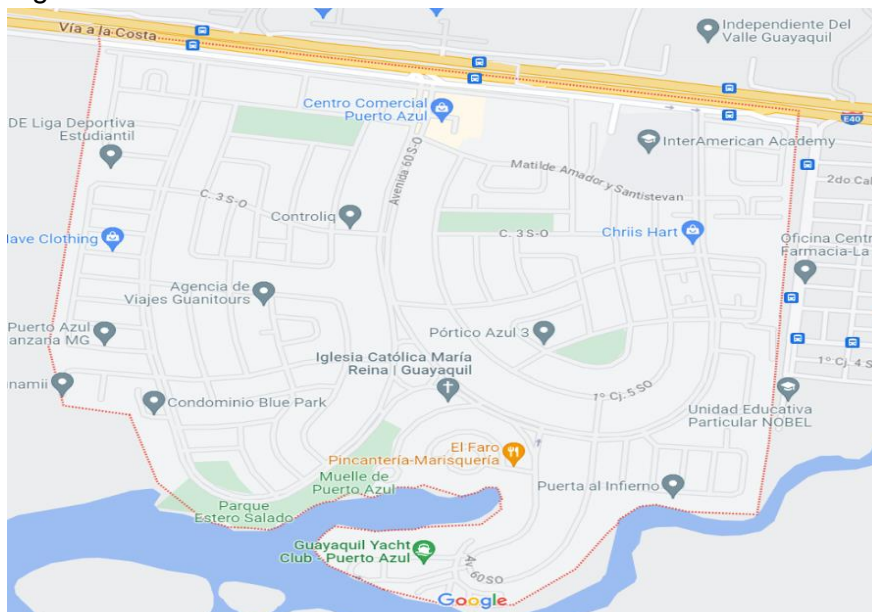 Vía a la Costa
Independiente Del
Valle Guayaquil
Centro Comercial
Puerto Azul
E40
DE Liga Deportiva
Estudiantil
InterAmerican Academy
Avenida 60 S-O
Matilde Amador y Santistevan
2do Cal
C. 3 S-O
Controliq
C. 3 S-O
Chriis Hart
lave Clothing
Oficina Centr
Farmacia-La
Agencia de
Viajes Guanitours
Puerto Azul
anzana MG
Pórtico Azul 3
Iglesia Católica María
Reina | Guayaquil
1º Cj. 4 S
onamii
Condominio Blue Park
1º Cj. 5 SO
Unidad Educativa
Particular NOBEL
El Faro
Pincantería-Marisquería
Muelle de
Puerto Azul
Puerta al Infierno
Parque
Estero Salado
Guayaquil Yacht
Club - Puerto Azul
Av. 60 SO
Google